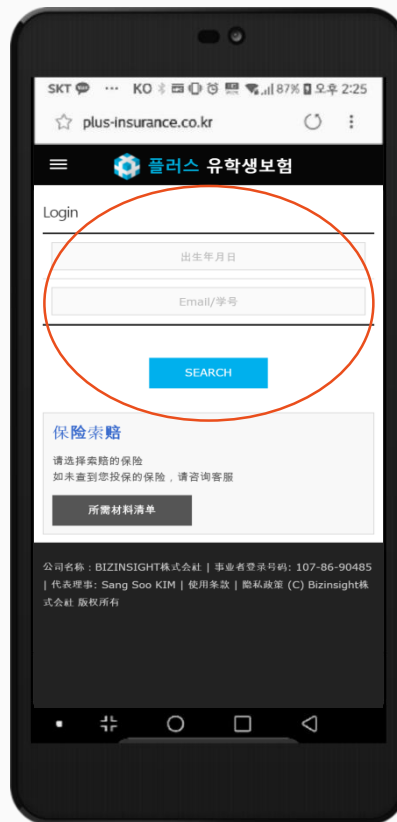 SKT ... KO 87% 오후 2:25
plus-insurance.co.kr
플러스 유학생보험
Login
出生年月日
Email/学号
SEARCH
保险索赔
请选择索赔的保险
如未查到您投保的保险，请咨询客服
所需材料清单
公司名称：BIZINSIGHT株式会社 | 事业者登录号码: 107-86-90485
| 代表理事: Sang Soo KIM | 使用条款 | 隐私政策 (C) Bizinsight株
式会社 版权所有